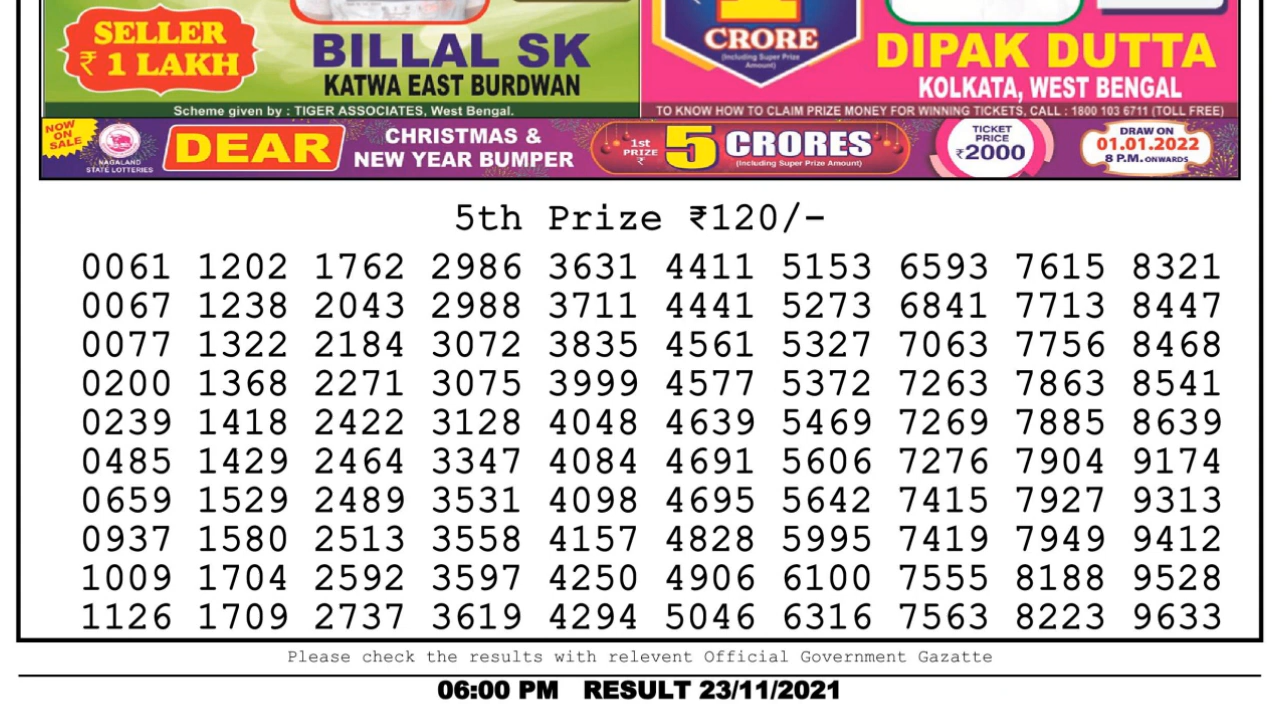 SELLER
₹ 1 LAKH
BILLAL SK
KATWA EAST BURDWAN
Scheme given by : TIGER ASSOCIATES, West Bengal.
1
CRORE
(Including Super Prize
Amount)
DIPAK DUTTA
KOLKATA, WEST BENGAL
TO KNOW HOW TO CLAIM PRIZE MONEY FOR WINNING TICKETS, CALL : 1800 103 6711 (TOLL FREE)
NOW
ON
SALE
NAGALAND
STATE LOTTERIES
DEAR
CHRISTMAS &
NEW YEAR BUMPER
1st
PRIZE
₹
5 CRORES
(Including Super Prize Amount)
TICKET
PRICE
₹2000
DRAW ON
01.01.2022
8 P.M. ONWARDS
5th Prize ₹120/-
0061 1202 1762 2986 3631 4411 5153 6593 7615 8321
0067 1238 2043 2988 3711 4441 5273 6841 7713 8447
0077 1322 2184 3072 3835 4561 5327 7063 7756 8468
0200 1368 2271 3075 3999 4577 5372 7263 7863 8541
0239 1418 2422 3128 4048 4639 5469 7269 7885 8639
0485 1429 2464 3347 4084 4691 5606 7276 7904 9174
0659 1529 2489 3531 4098 4695 5642 7415 7927 9313
0937 1580 2513 3558 4157 4828 5995 7419 7949 9412
1009 1704 2592 3597 4250 4906 6100 7555 8188 9528
1126 1709 2737 3619 4294 5046 6316 7563 8223 9633
Please check the results with relevent Official Government Gazatte
06:00 PM RESULT 23/11/2021